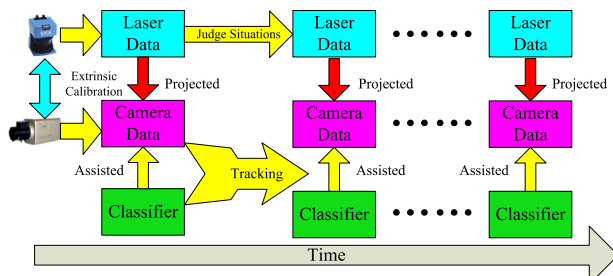 Laser
Data
Judge Situations
Laser
Data
Laser
Data
Extrinsic
Calibration
Projected
Projected
Projected
Camera
Data
Camera
Data
Camera
Data
Assisted
Tracking
Assisted
Assisted
Classifier
Classifier
Classifier
Time